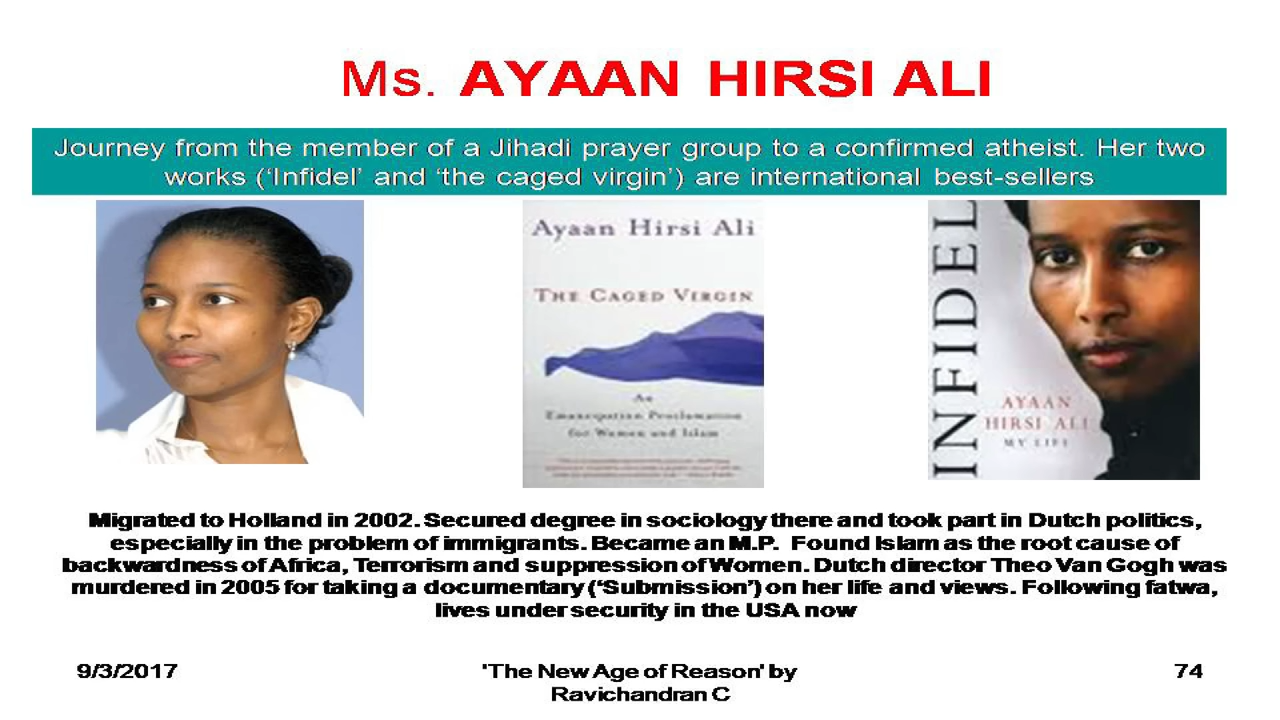 Ms. AYAAN HIRSI ALI
Journey from the member of a Jihadi prayer group to a confirmed atheist. Her two
works (‘Infidel’ and ‘the caged virgin’) are international best-sellers
Ayaan Hirsi Ali
THE CAGED VIRGIN
An
Emancipation Proclamation
for Women and Islam
INFIDEL
AYAAN
HIRSI ALI
MY LIFE
Migrated to Holland in 2002. Secured degree in sociology there and took part in Dutch politics,
especially in the problem of immigrants. Became an M.P. Found Islam as the root cause of
backwardness of Africa, Terrorism and suppression of Women. Dutch director Theo Van Gogh was
murdered in 2005 for taking a documentary (‘Submission’) on her life and views. Following fatwa,
lives under security in the USA now
9/3/2017
'The New Age of Reason' by
Ravichandran C
74